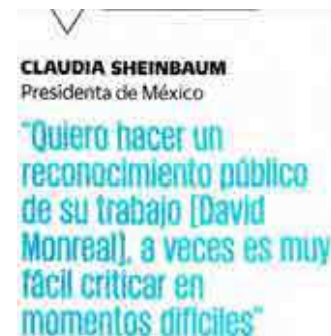 CLAUDIA SHEINBAUM
Presidenta de México
"Quiero hacer un
reconocimiento público
de su trabajo [David
Monreal], a veces es muy
fácil criticar en
momentos difíciles"